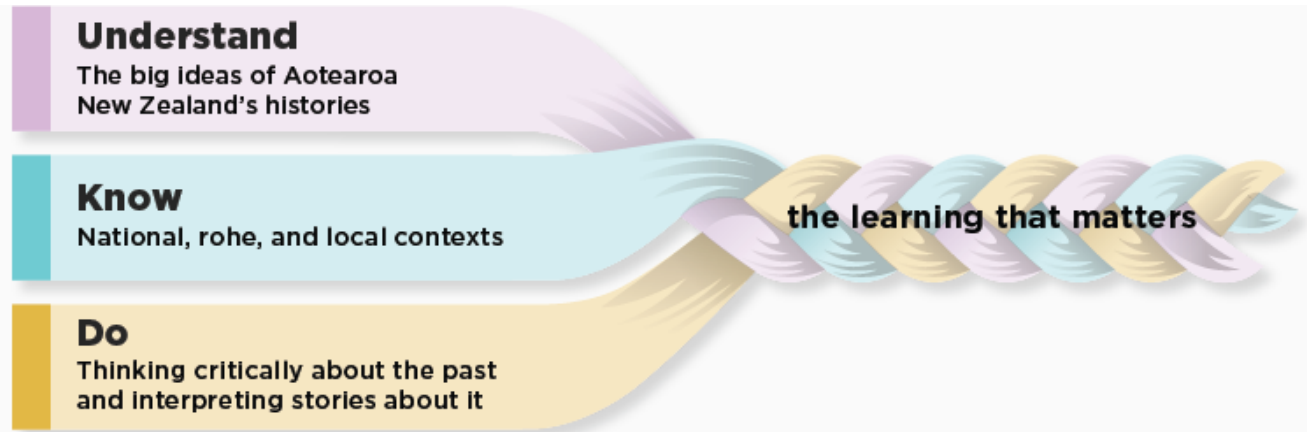 Understand
The big ideas of Aotearoa
New Zealand’s histories
Know
National, rohe, and local contexts
Do
Thinking critically about the past
and interpreting stories about it
the learning that matters